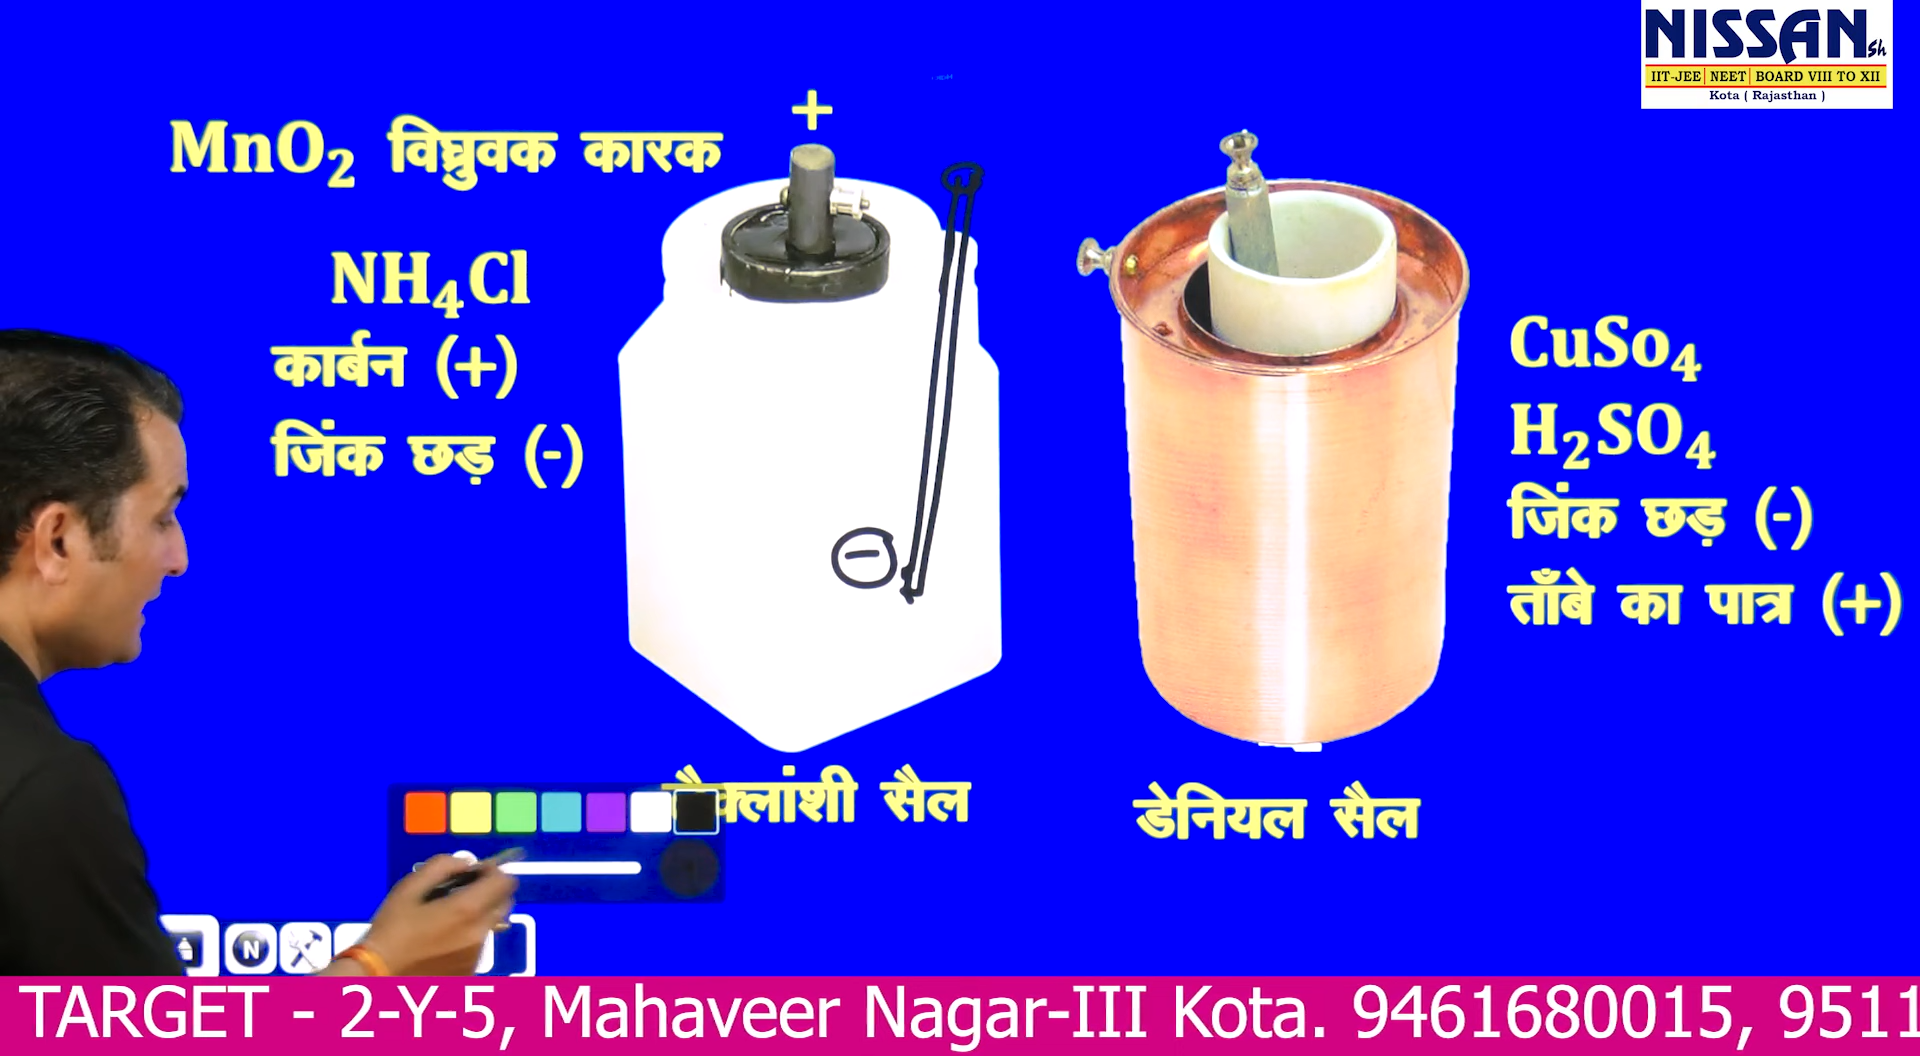 NISSAN sh
IIT-JEE | NEET | BOARD VIII TO XII
Kota ( Rajasthan )
+
MnO₂ विघ्रुवक कारक
NH₄Cl
कार्बन (+)
जिंक छड़ (-)
−
CuSo₄
H₂SO₄
जिंक छड़ (-)
ताँबे का पात्र (+)
लैक्लांशी सैल
डेनियल सैल
N
TARGET - 2-Y-5, Mahaveer Nagar-III Kota. 9461680015, 9511